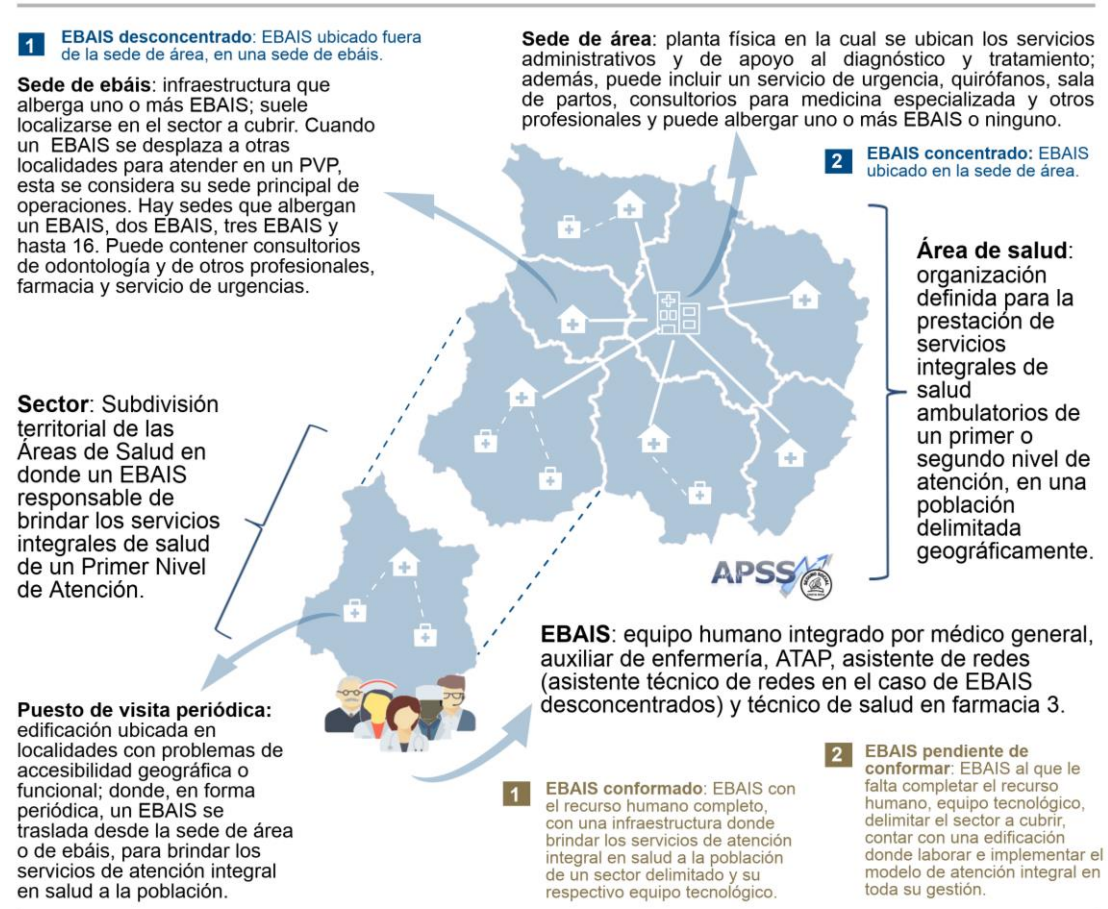 1
EBAIS desconcentrado: EBAIS ubicado fuera
de la sede de área, en una sede de ebáis.
Sede de ebáis: infraestructura que
alberga uno o más EBAIS; suele
localizarse en el sector a cubrir. Cuando
un EBAIS se desplaza a otras
localidades para atender en un PVP,
esta se considera su sede principal de
operaciones. Hay sedes que albergan
un EBAIS, dos EBAIS, tres EBAIS y
hasta 16. Puede contener consultorios
de odontología y de otros profesionales,
farmacia y servicio de urgencias.
Sede de área: planta física en la cual se ubican los servicios
administrativos y de apoyo al diagnóstico y tratamiento;
además, puede incluir un servicio de urgencia, quirófanos, sala
de partos, consultorios para medicina especializada y otros
profesionales y puede albergar uno o más EBAIS o ninguno.
2
EBAIS concentrado: EBAIS
ubicado en la sede de área.
Área de salud:
organización
definida para la
prestación de
servicios
integrales de
salud
ambulatorios de
un primer o
segundo nivel de
atención, en una
población
delimitada
geográficamente.
Sector: Subdivisión
territorial de las
Áreas de Salud en
donde un EBAIS
responsable de
brindar los servicios
integrales de salud
de un Primer Nivel
de Atención.
APSS
EBAIS: equipo humano integrado por médico general,
auxiliar de enfermería, ATAP, asistente de redes
(asistente técnico de redes en el caso de EBAIS
desconcentrados) y técnico de salud en farmacia 3.
Puesto de visita periódica:
edificación ubicada en
localidades con problemas de
accesibilidad geográfica o
funcional; donde, en forma
periódica, un EBAIS se
traslada desde la sede de área
o de ebáis, para brindar los
servicios de atención integral
en salud a la población.
1
EBAIS conformado: EBAIS con
el recurso humano completo,
con una infraestructura donde
brindar los servicios de atención
integral en salud a la población
de un sector delimitado y su
respectivo equipo tecnológico.
2
EBAIS pendiente de
conformar: EBAIS al que le
falta completar el recurso
humano, equipo tecnológico,
delimitar el sector a cubrir,
contar con una edificación
donde laborar e implementar el
modelo de atención integral en
toda su gestión.